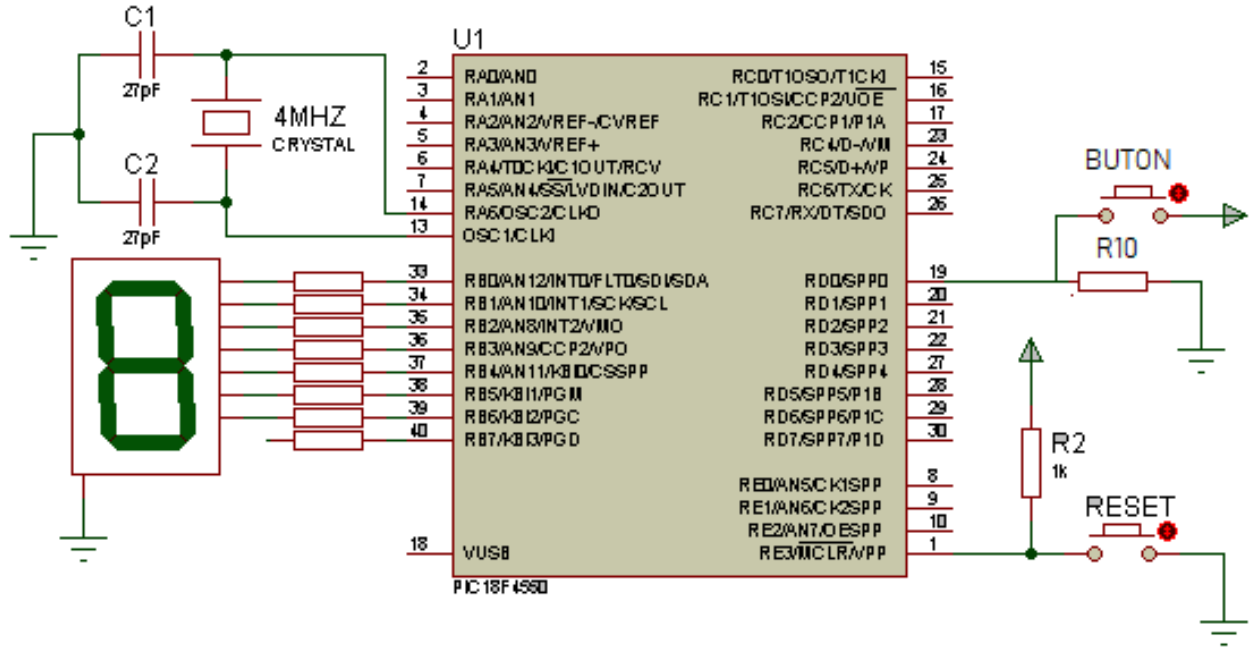 C1
27pF
4MHZ
CRYSTAL
C2
27pF
U1
2 RA0/AN0
3 RA1/AN1
4 RA2/AN2/VREF-/CVREF
5 RA3/AN3/VREF+
6 RA4/T0CKI/C1OUT/RCV
7 RA5/AN4/SS/LVDIN/C2OUT
14 RA6/OSC2/CLKO
13 OSC1/CLKI
33 RB0/AN12/INT0/FLT0/SDI/SDA
34 RB1/AN10/INT1/SCK/SCL
35 RB2/AN8/INT2/VMO
36 RB3/AN9/CCP2/VPO
37 RB4/AN11/KBI0/CSSPP
38 RB5/KBI1/PGM
39 RB6/KBI2/PGC
40 RB7/KBI3/PGD
18 VUSB
RC0/T1OSO/T1CKI 15
RC1/T1OSI/CCP2/UOE 16
RC2/CCP1/P1A 17
RC4/D-/VM 23
RC5/D+/VP 24
RC6/TX/CK 25
RC7/RX/DT/SDO 26
RD0/SPP0 19
RD1/SPP1 20
RD2/SPP2 21
RD3/SPP3 22
RD4/SPP4 27
RD5/SPP5/P1B 28
RD6/SPP6/P1C 29
RD7/SPP7/P1D 30
RE0/AN5/CK1SPP 8
RE1/AN6/CK2SPP 9
RE2/AN7/OESPP 10
RE3/MCLR/VPP 1
PIC18F4550
BUTON
R10
R2
1k
RESET